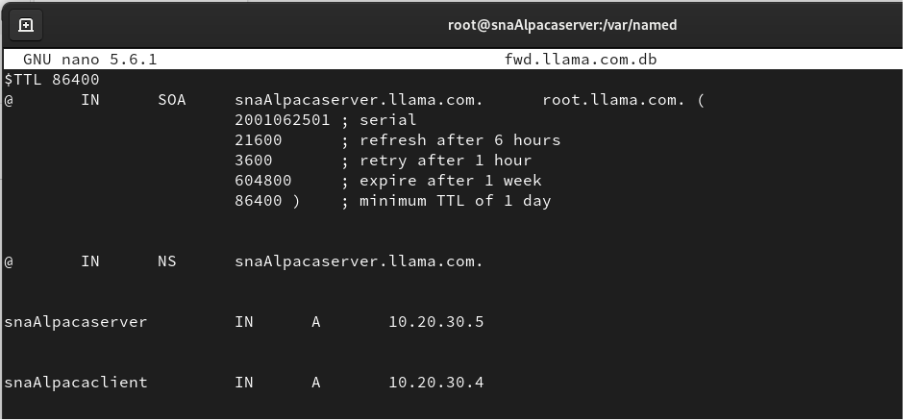 root@snaAlpacaserver:/var/named
GNU nano 5.6.1 fwd.llama.com.db
$TTL 86400
@ IN SOA snaAlpacaserver.llama.com. root.llama.com. (
2001062501 ; serial
21600 ; refresh after 6 hours
3600 ; retry after 1 hour
604800 ; expire after 1 week
86400 ) ; minimum TTL of 1 day
@ IN NS snaAlpacaserver.llama.com.
snaAlpacaserver IN A 10.20.30.5
snaAlpacaclient IN A 10.20.30.4